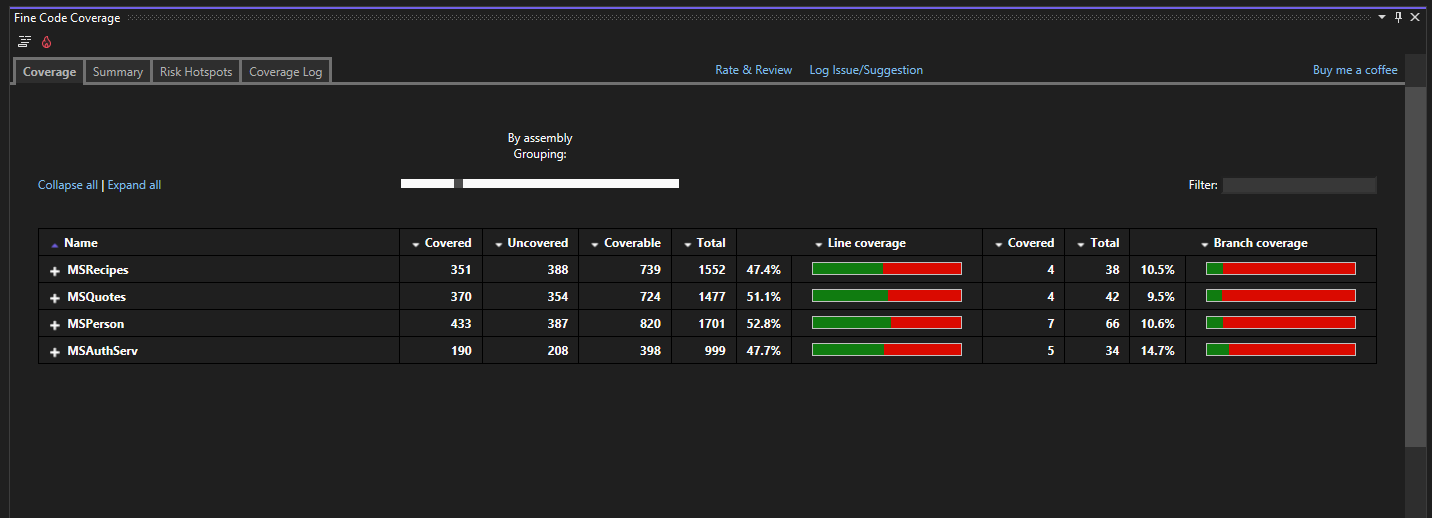 Fine Code Coverage
Coverage Summary Risk Hotspots Coverage Log Rate & Review Log Issue/Suggestion Buy me a coffee
By assembly
Grouping:
Collapse all | Expand all Filter:
Name Covered Uncovered Coverable Total Line coverage Covered Total Branch coverage
MSRecipes 351 388 739 1552 47.4% 4 38 10.5%
MSQuotes 370 354 724 1477 51.1% 4 42 9.5%
MSPerson 433 387 820 1701 52.8% 7 66 10.6%
MSAuthServ 190 208 398 999 47.7% 5 34 14.7%